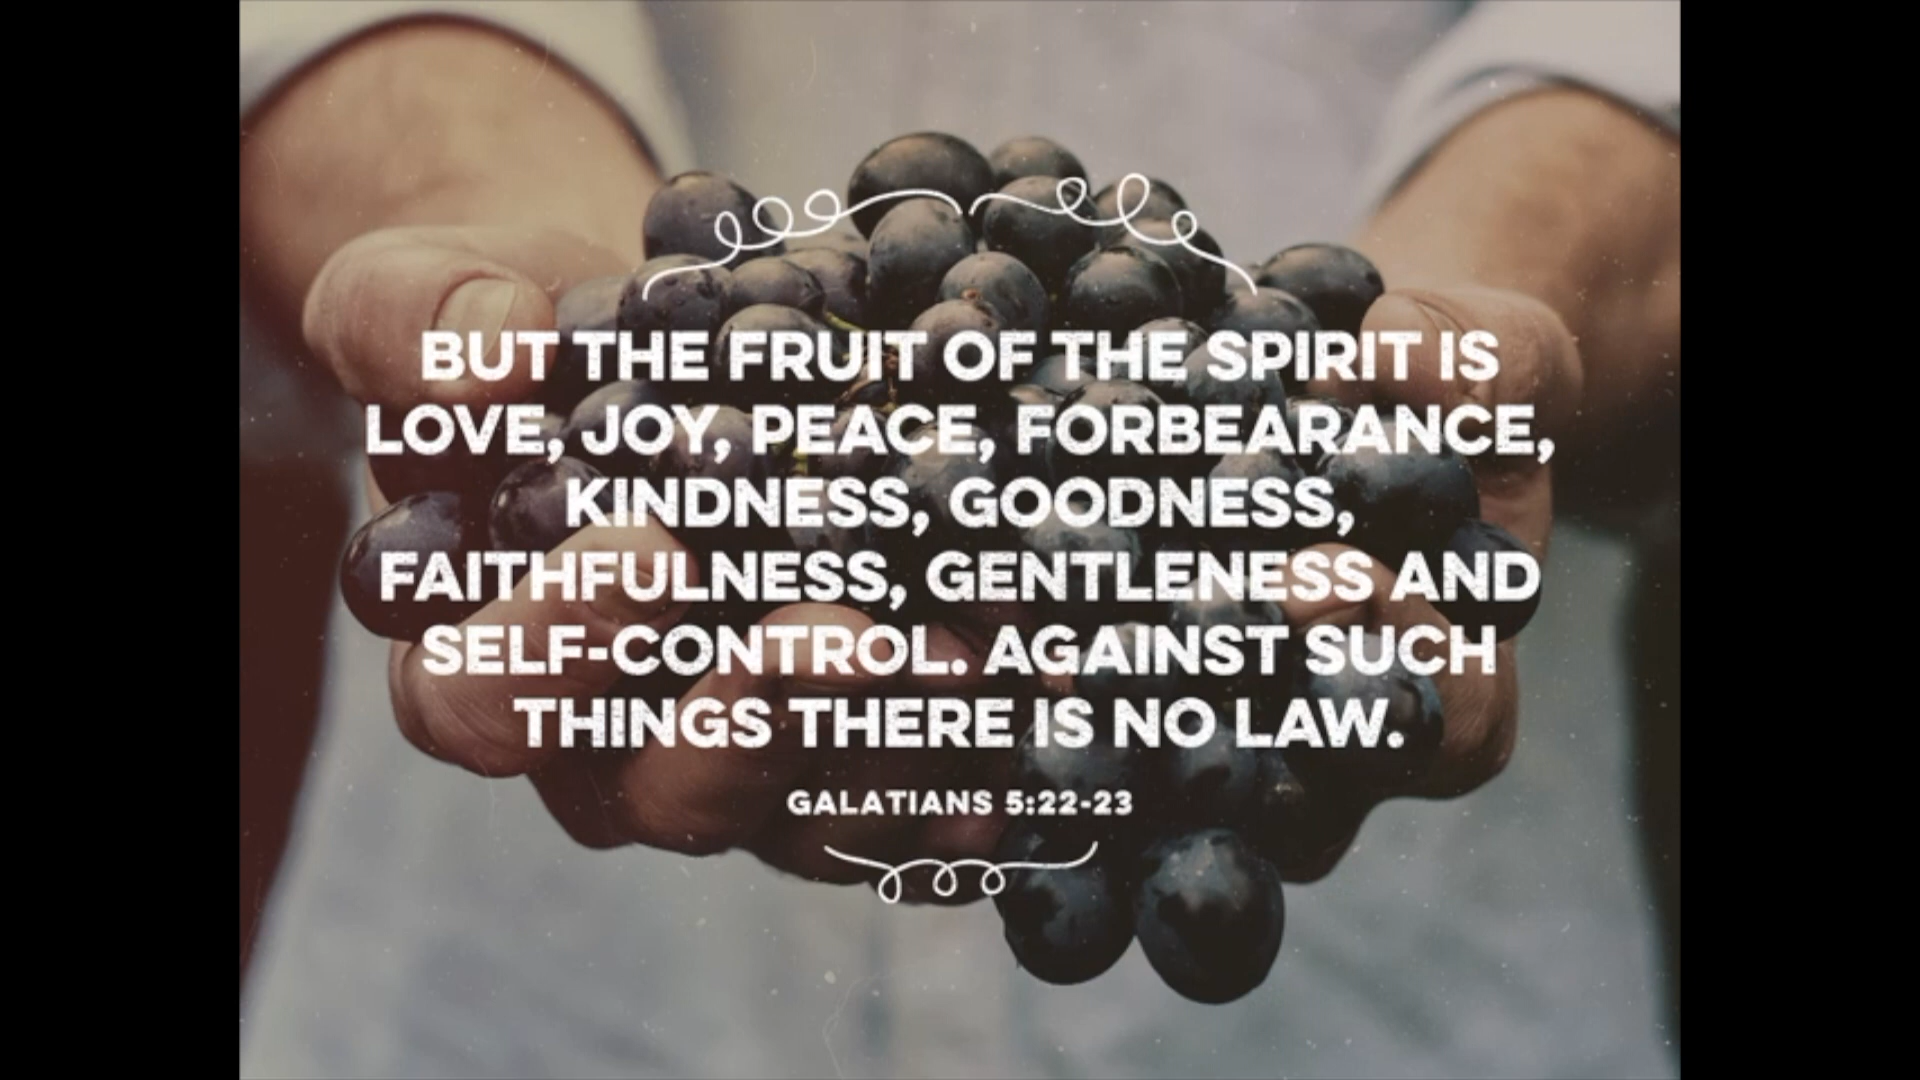 BUT THE FRUIT OF THE SPIRIT IS
LOVE, JOY, PEACE, FORBEARANCE,
KINDNESS, GOODNESS,
FAITHFULNESS, GENTLENESS AND
SELF-CONTROL. AGAINST SUCH
THINGS THERE IS NO LAW.
GALATIANS 5:22-23